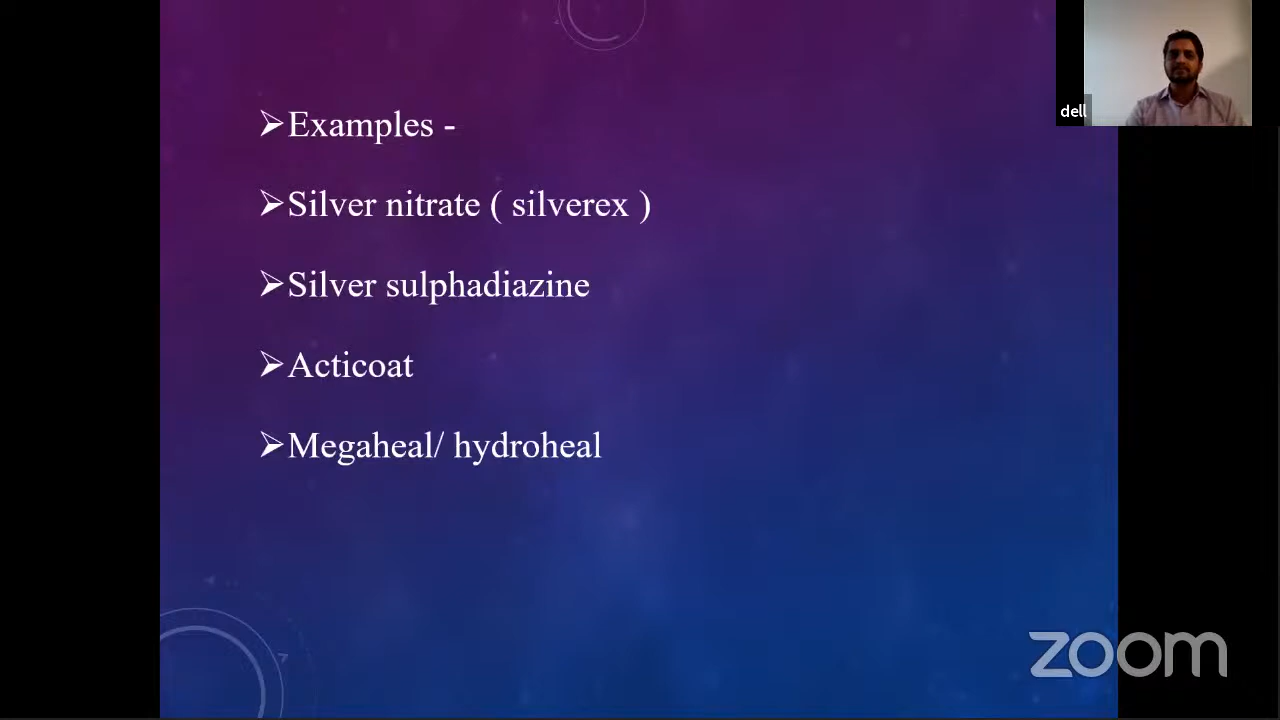 Examples -
Silver nitrate ( silverex )
Silver sulphadiazine
Acticoat
Megaheal/ hydroheal
dell
zoom